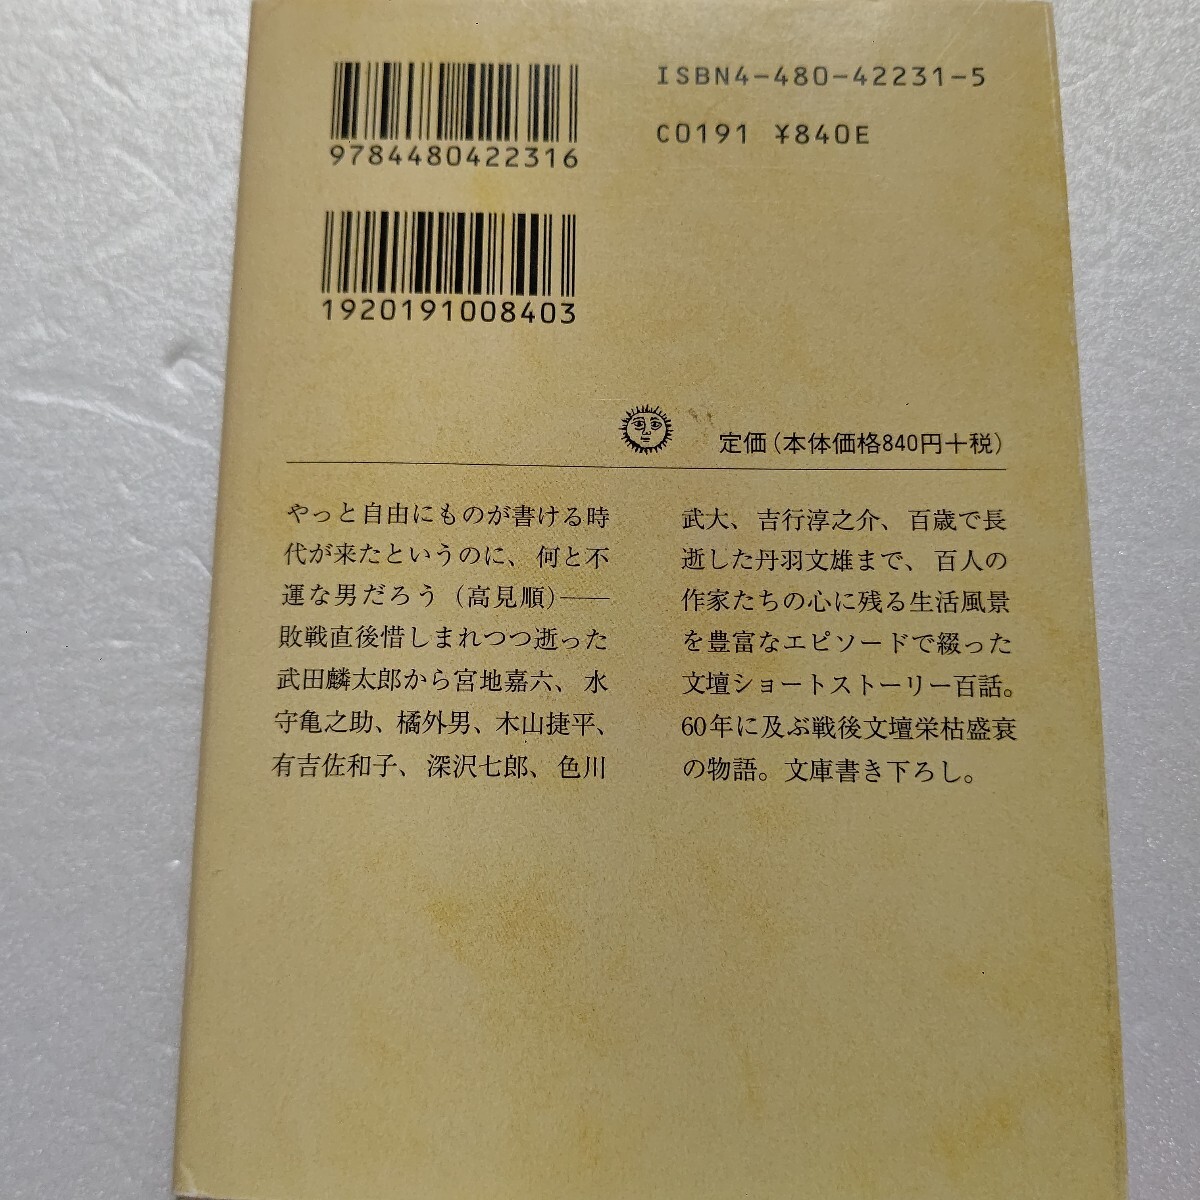 ISBN4-480-42231-5
C0191 ¥840E
9784480422316
1920191008403
定価(本体価格840円+税)
やっと自由にものが書ける時
代が来たというのに、何と不
運な男だろう(高見順)——
敗戦直後惜しまれつつ逝った
武田麟太郎から宮地嘉六、水
守亀之助、橘外男、木山捷平、
有吉佐和子、深沢七郎、色川
武大、吉行淳之介、百歳で長
逝した丹羽文雄まで、百人の
作家たちの心に残る生活風景
を豊富なエピソードで綴った
文壇ショートストーリー百話。
60年に及ぶ戦後文壇栄枯盛衰
の物語。文庫書き下ろし。